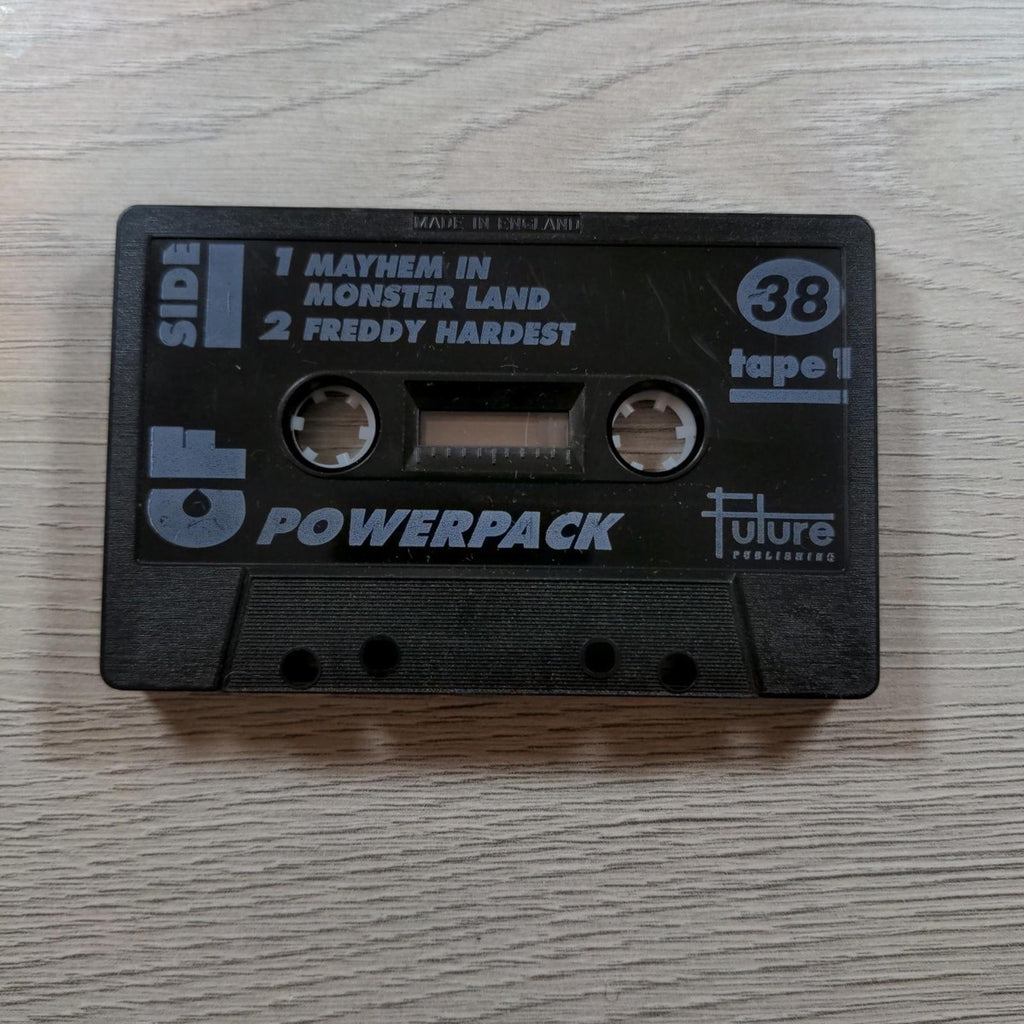 MADE IN ENGLAND
SIDE 1
1 MAYHEM IN
MONSTER LAND
2 FREDDY HARDEST
38
tape 1
CF
POWERPACK
Future
PUBLISHING